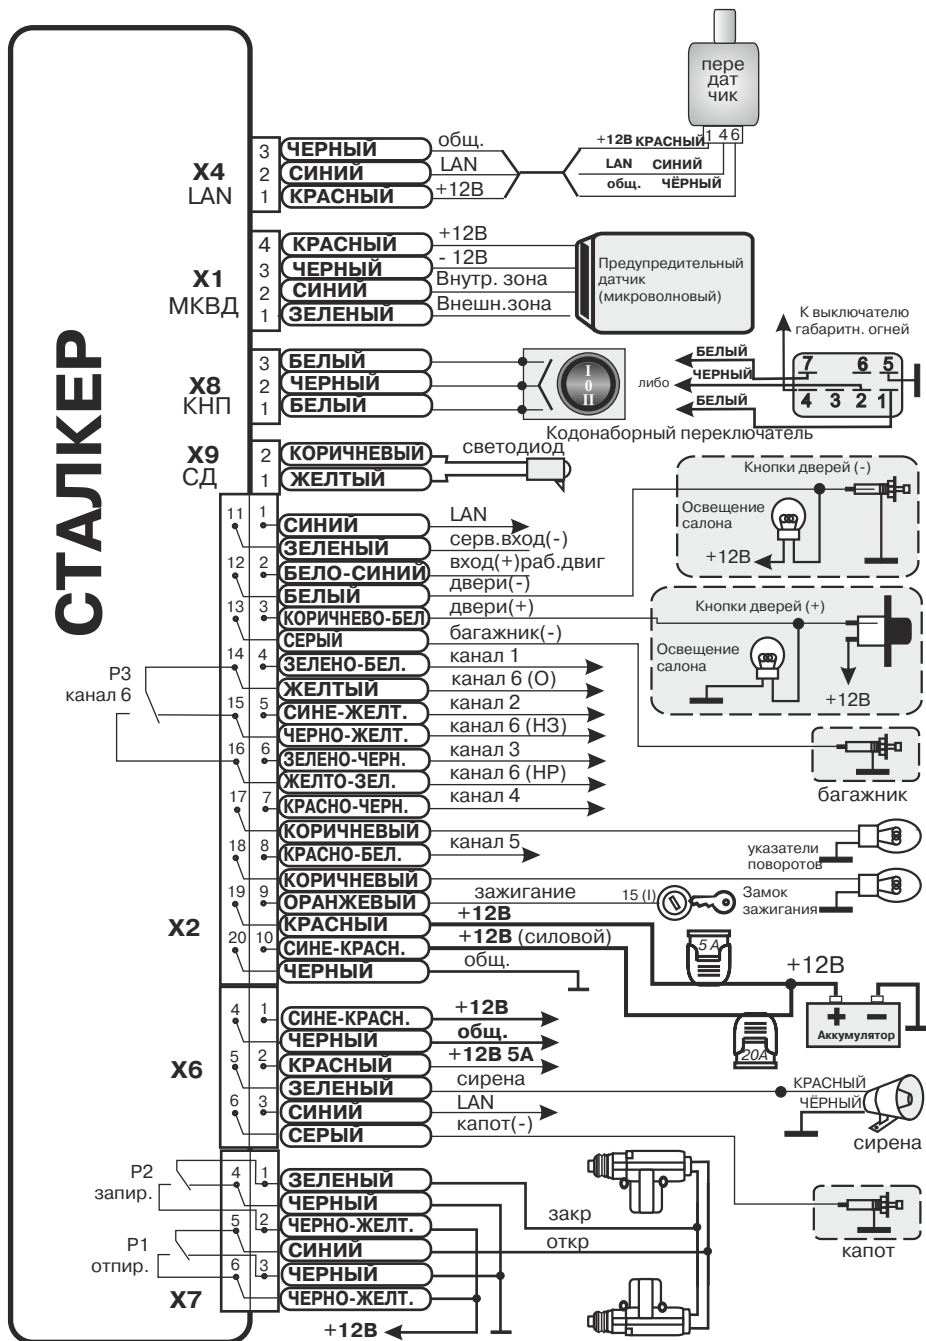 СТАЛКЕР
пере
дат
чик
1 4 6
+12В КРАСНЫЙ
LAN СИНИЙ
общ. ЧЁРНЫЙ
X4
LAN
3 ЧЕРНЫЙ общ.
2 СИНИЙ LAN
1 КРАСНЫЙ +12В
X1
МКВД
4 КРАСНЫЙ +12В
3 ЧЕРНЫЙ - 12В
2 СИНИЙ Внутр. зона
1 ЗЕЛЕНЫЙ Внешн.зона
Предупредительный
датчик
(микроволновый)
К выключателю
габаритн. огней
X8
КНП
3 БЕЛЫЙ
2 ЧЕРНЫЙ
1 БЕЛЫЙ
I
0
II
БЕЛЫЙ
либо ЧЕРНЫЙ
БЕЛЫЙ
7 6 5
4 3 2 1
Кодонаборный переключатель
X9
СД
2 КОРИЧНЕВЫЙ светодиод
1 ЖЕЛТЫЙ
Кнопки дверей (-)
Освещение
салона
+12В
Кнопки дверей (+)
Освещение
салона
+12В
X2
11 1 СИНИЙ LAN
ЗЕЛЕНЫЙ серв.вход(-)
12 2 БЕЛО-СИНИЙ вход(+)раб.двиг
БЕЛЫЙ двери(-)
13 3 КОРИЧНЕВО-БЕЛ двери(+)
СЕРЫЙ багажник(-)
14 4 ЗЕЛЕНО-БЕЛ. канал 1
ЖЕЛТЫЙ канал 6 (О)
15 5 СИНЕ-ЖЕЛТ. канал 2
ЧЕРНО-ЖЕЛТ. канал 6 (НЗ)
16 6 ЗЕЛЕНО-ЧЕРН. канал 3
ЖЕЛТО-ЗЕЛ. канал 6 (НР)
17 7 КРАСНО-ЧЕРН. канал 4
КОРИЧНЕВЫЙ
18 8 КРАСНО-БЕЛ. канал 5
КОРИЧНЕВЫЙ
19 9 ОРАНЖЕВЫЙ зажигание 15 (I)
КРАСНЫЙ +12В
20 10 СИНЕ-КРАСН. +12В (силовой)
ЧЕРНЫЙ общ.
P3
канал 6
багажник
указатели
поворотов
Замок
зажигания
5 А
+12В
+ −
Аккумулятор
20А
X6
4 1 СИНЕ-КРАСН. +12В
ЧЕРНЫЙ общ.
5 2 КРАСНЫЙ +12В 5А
ЗЕЛЕНЫЙ сирена
6 3 СИНИЙ LAN
СЕРЫЙ капот(-)
КРАСНЫЙ
ЧЁРНЫЙ
сирена
P2
запир.
P1
отпир.
X7
4 1 ЗЕЛЕНЫЙ
ЧЕРНЫЙ
5 2 ЧЕРНО-ЖЕЛТ.
СИНИЙ
6 3 ЧЕРНЫЙ
ЧЕРНО-ЖЕЛТ.
закр
откр
+12В
капот